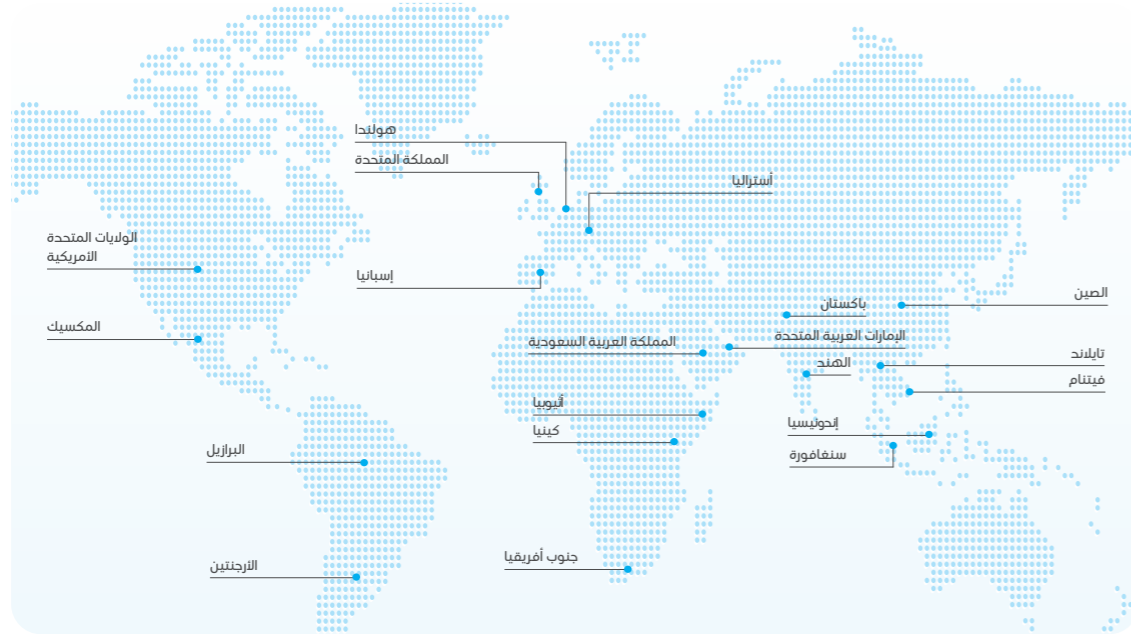 هولندا
المملكة المتحدة
أستراليا
الولايات المتحدة
الأمريكية
إسبانيا
الصين
باكستان
المكسيك
الإمارات العربية المتحدة
المملكة العربية السعودية
تايلاند
الهند
فيتنام
أثيوبيا
إندونيسيا
كينيا
البرازيل
سنغافورة
جنوب أفريقيا
الأرجنتين